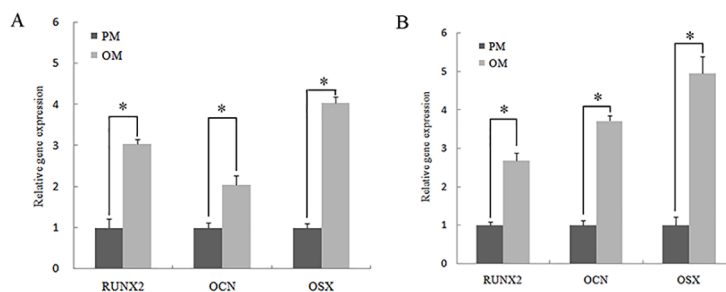 A
Relative gene expression
6
5
4
3
2
1
0
PM
OM
*
*
*
RUNX2
OCN
OSX
B
Relative gene expression
6
5
4
3
2
1
0
PM
OM
*
*
*
RUNX2
OCN
OSX